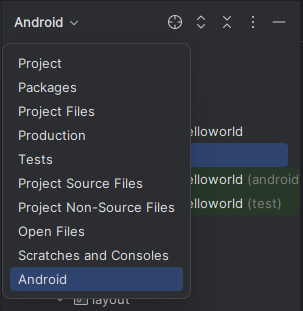 Android
Project
Packages
Project Files
Production
elloworld
Tests
Project Source Files
elloworld (android
Project Non-Source Files
elloworld (test)
Open Files
Scratches and Consoles
Android
layout